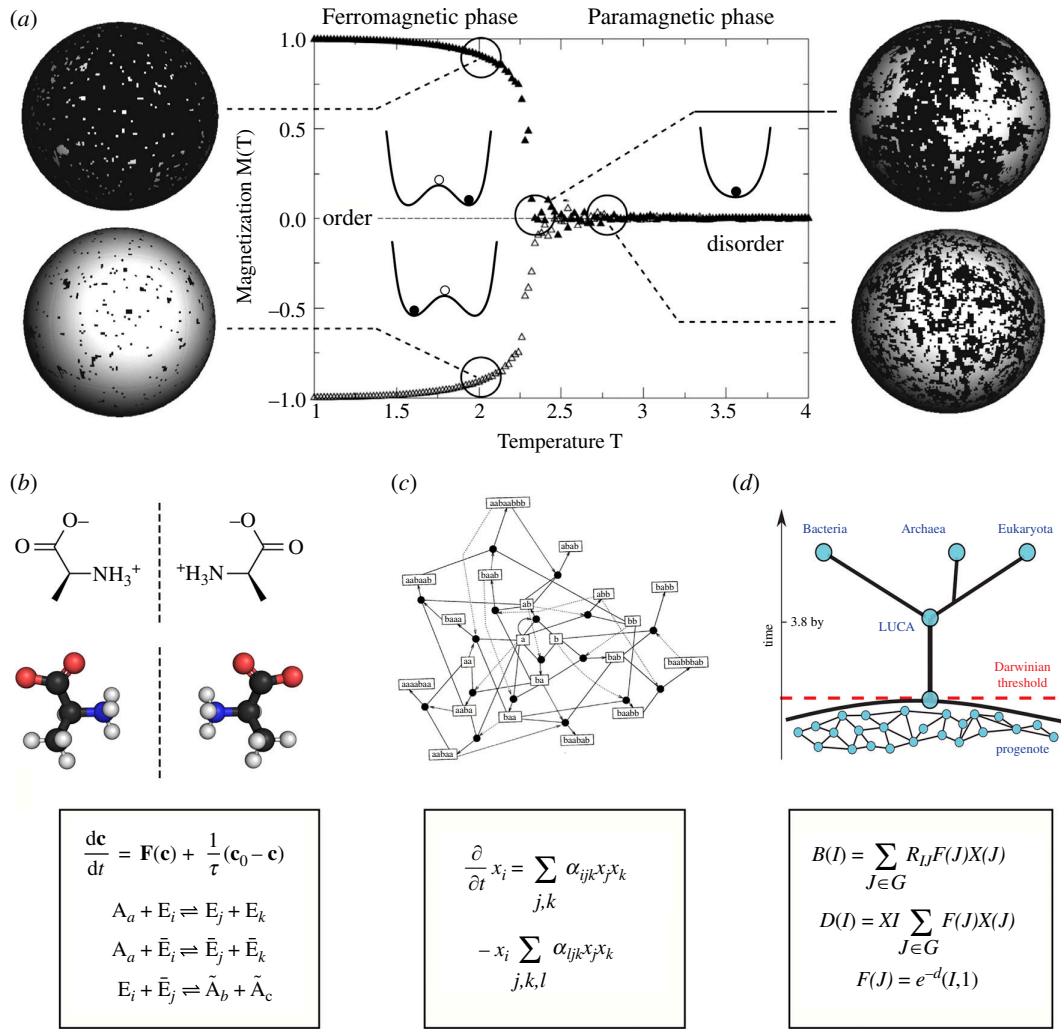 (a)
Ferromagnetic phase
Paramagnetic phase
Magnetization M(T)
1.0
0.5
0.0
−0.5
−1.0
order
disorder
1
1.5
2
2.5
3
3.5
4
Temperature T
(b)
O−
O
NH3+
−O
O
+H3N
(c)
aabaabbb
abab
baab
aabaab
babb
abb
ab
baaa
bb
a
b
aa
bab
baabbbab
ba
aaaabaa
aaba
baa
baabb
aabaa
baabab
(d)
Bacteria
Archaea
Eukaryota
time
3.8 by
LUCA
Darwinian
threshold
progenote
dc/dt = F(c) + 1/τ (c0 − c)
Aa + Ei ⇌ Ej + Ek
Aa + Ēi ⇌ Ēj + Ēk
Ei + Ēj ⇌ Ãb + Ãc
∂/∂t xi = ∑j,k αijk xj xk
− xi ∑j,k,l αljk xj xk
B(I) = ∑J∈G RIJ F(J)X(J)
D(I) = XI ∑J∈G F(J)X(J)
F(J) = e−d(I,1)